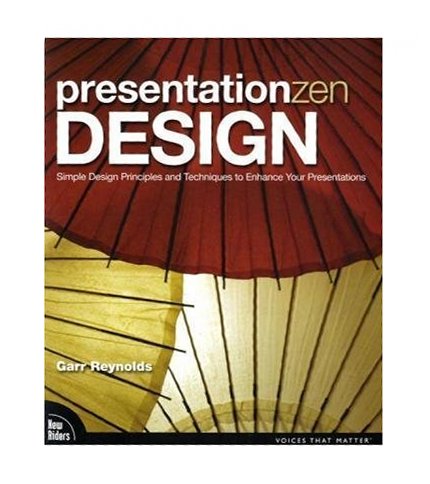 presentationzen
DESIGN
Simple Design Principles and Techniques to Enhance Your Presentations
Garr Reynolds
New
Riders
VOICES THAT MATTER™